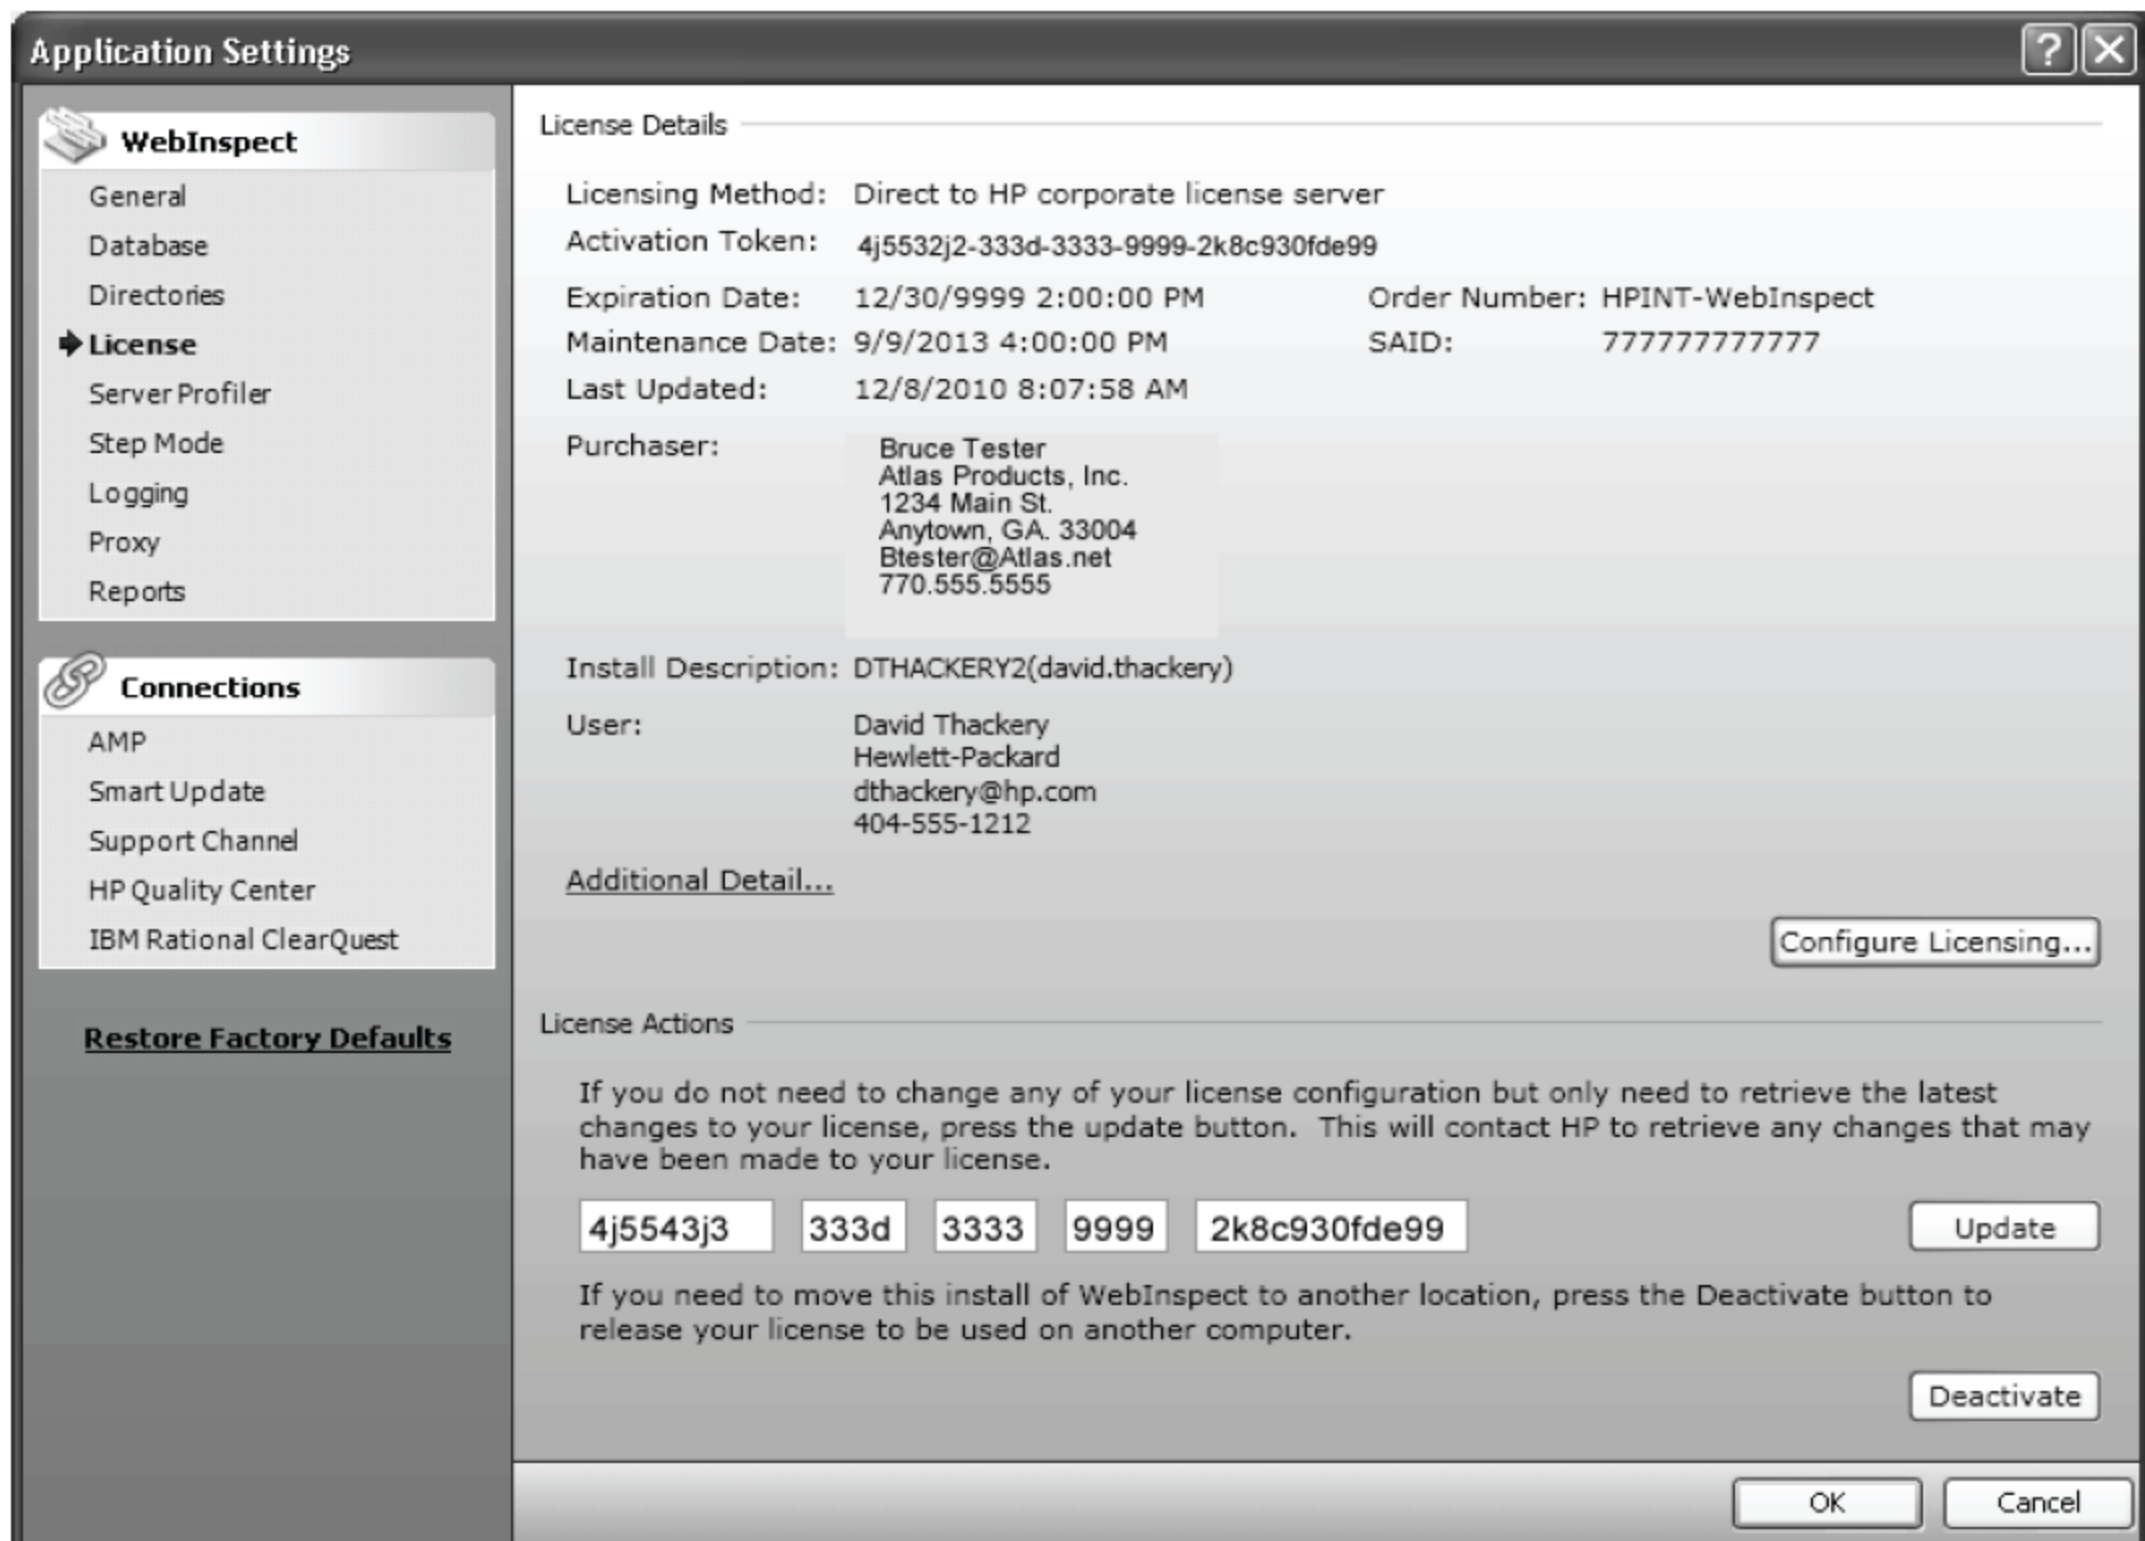 Application Settings
WebInspect
General
Database
Directories
License
Server Profiler
Step Mode
Logging
Proxy
Reports
Connections
AMP
Smart Update
Support Channel
HP Quality Center
IBM Rational ClearQuest
Restore Factory Defaults
License Details
Licensing Method: Direct to HP corporate license server
Activation Token: 4j5532j2-333d-3333-9999-2k8c930fde99
Expiration Date: 12/30/9999 2:00:00 PM Order Number: HPINT-WebInspect
Maintenance Date: 9/9/2013 4:00:00 PM SAID: 777777777777
Last Updated: 12/8/2010 8:07:58 AM
Purchaser: Bruce Tester
Atlas Products, Inc.
1234 Main St.
Anytown, GA. 33004
Btester@Atlas.net
770.555.5555
Install Description: DTHACKERY2(david.thackery)
User: David Thackery
Hewlett-Packard
dthackery@hp.com
404-555-1212
Additional Detail...
Configure Licensing...
License Actions
If you do not need to change any of your license configuration but only need to retrieve the latest
changes to your license, press the update button. This will contact HP to retrieve any changes that may
have been made to your license.
4j5543j3 333d 3333 9999 2k8c930fde99 Update
If you need to move this install of WebInspect to another location, press the Deactivate button to
release your license to be used on another computer.
Deactivate
OK Cancel